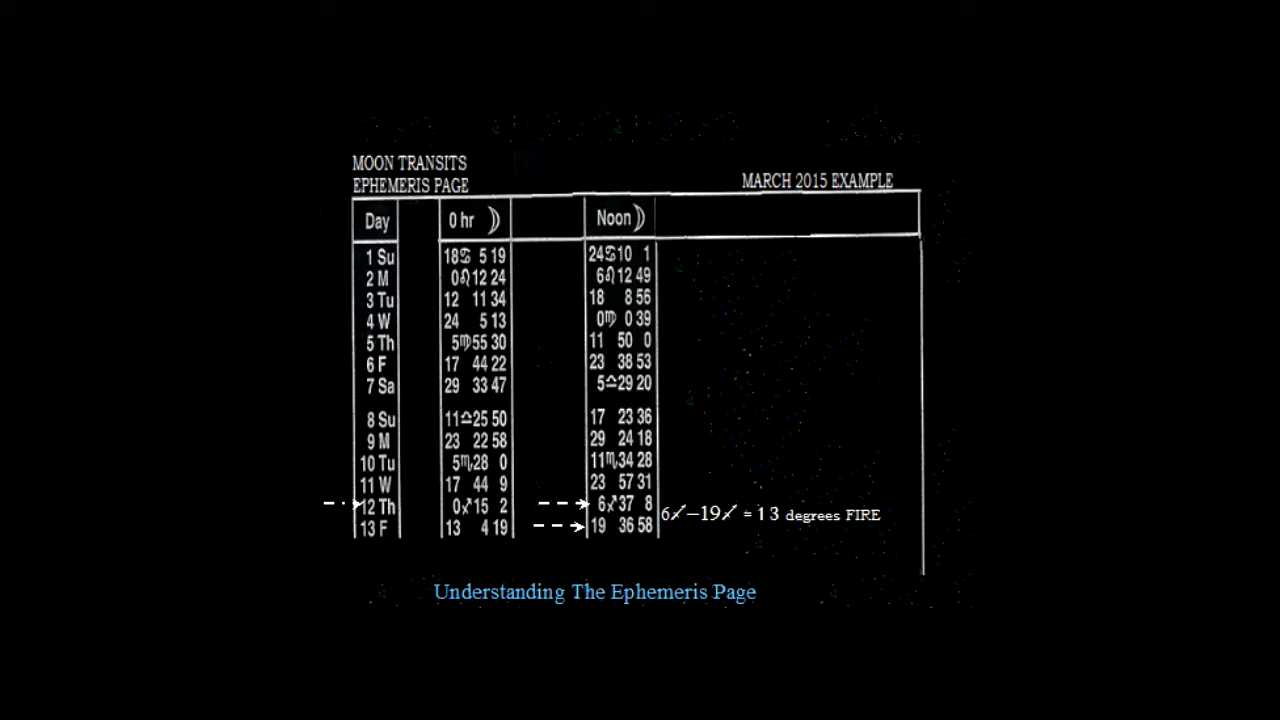 MOON TRANSITS
EPHEMERIS PAGE
MARCH 2015 EXAMPLE
Day 0 hr ☽ Noon ☽
1 Su 18♋ 5 19 24♋10 1
2 M 0♌12 24 6♌12 49
3 Tu 12 11 34 18 8 56
4 W 24 5 13 0♍ 0 39
5 Th 5♍55 30 11 50 0
6 F 17 44 22 23 38 53
7 Sa 29 33 47 5♎29 20
8 Su 11♎25 50 17 23 36
9 M 23 22 58 29 24 18
10 Tu 5♏28 0 11♏34 28
11 W 17 44 9 23 57 31
12 Th 0♐15 2 6♐37 8
13 F 13 4 19 19 36 58
6♐–19♐ = 13 degrees FIRE
Understanding The Ephemeris Page